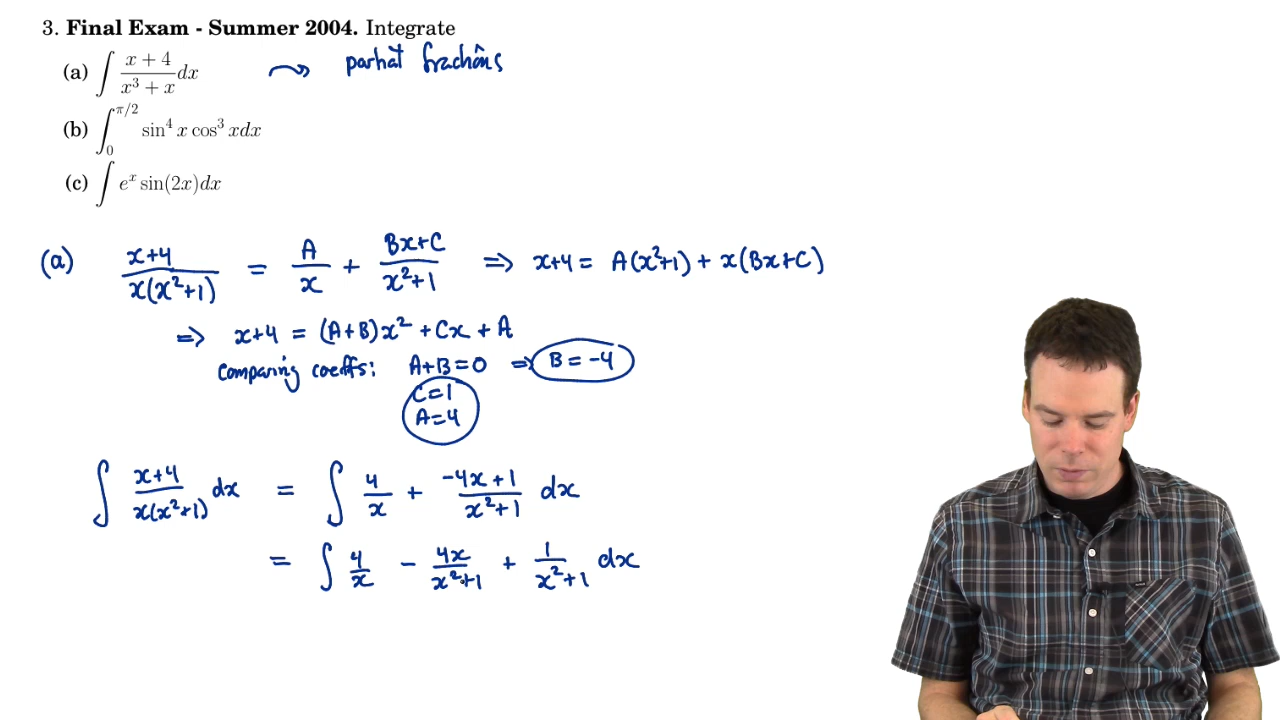 3. Final Exam - Summer 2004. Integrate
(a) ∫ (x + 4)/(x³ + x) dx ⤳ partial fractions
(b) ∫₀^(π/2) sin⁴ x cos³ xdx
(c) ∫ eˣ sin(2x)dx
(a) (x+4)/(x(x²+1)) = A/x + (Bx+C)/(x²+1) ⇒ x+4 = A(x²+1) + x(Bx+C)
⇒ x+4 = (A+B)x² + Cx + A
Comparing coeffs: A+B=0 ⇒ B = -4
C=1
A=4
∫ (x+4)/(x(x²+1)) dx = ∫ 4/x + (-4x+1)/(x²+1) dx
= ∫ 4/x - 4x/(x²+1) + 1/(x²+1) dx